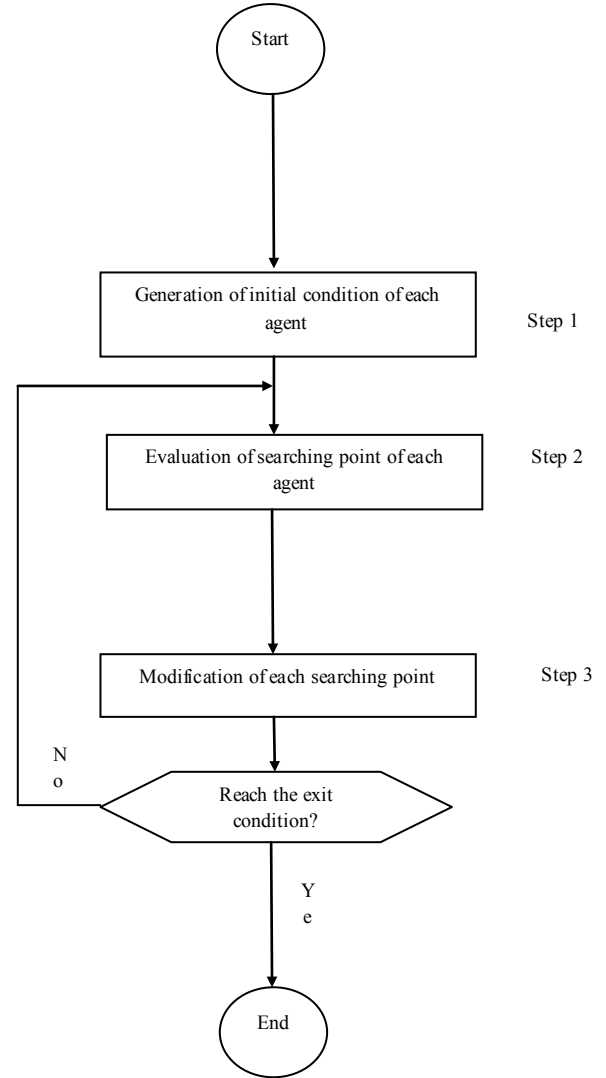 Start
Generation of initial condition of each
agent
Step 1
Evaluation of searching point of each
agent
Step 2
Modification of each searching point
Step 3
N
o
Reach the exit
condition?
Y
e
End